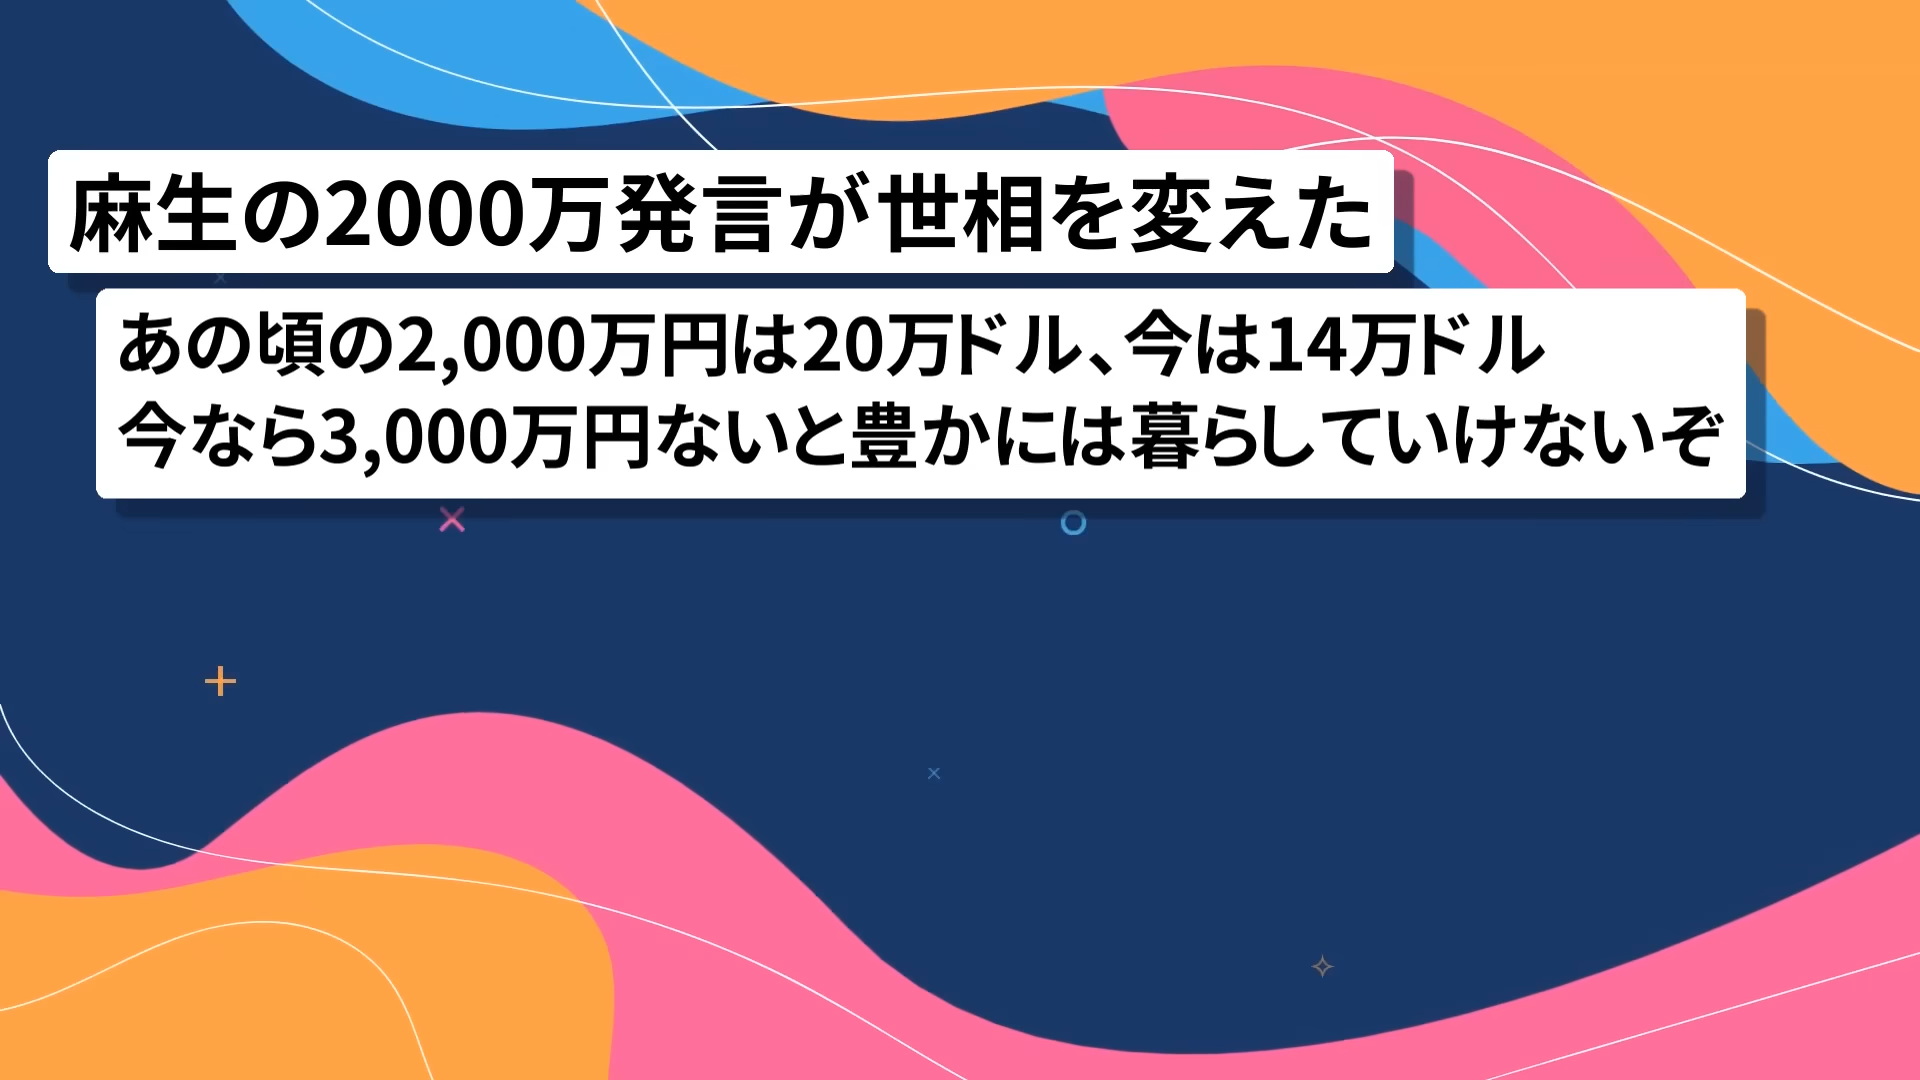 麻生の2000万発言が世相を変えた
あの頃の2,000万円は20万ドル、今は14万ドル
今なら3,000万円ないと豊かには暮らしていけないぞ